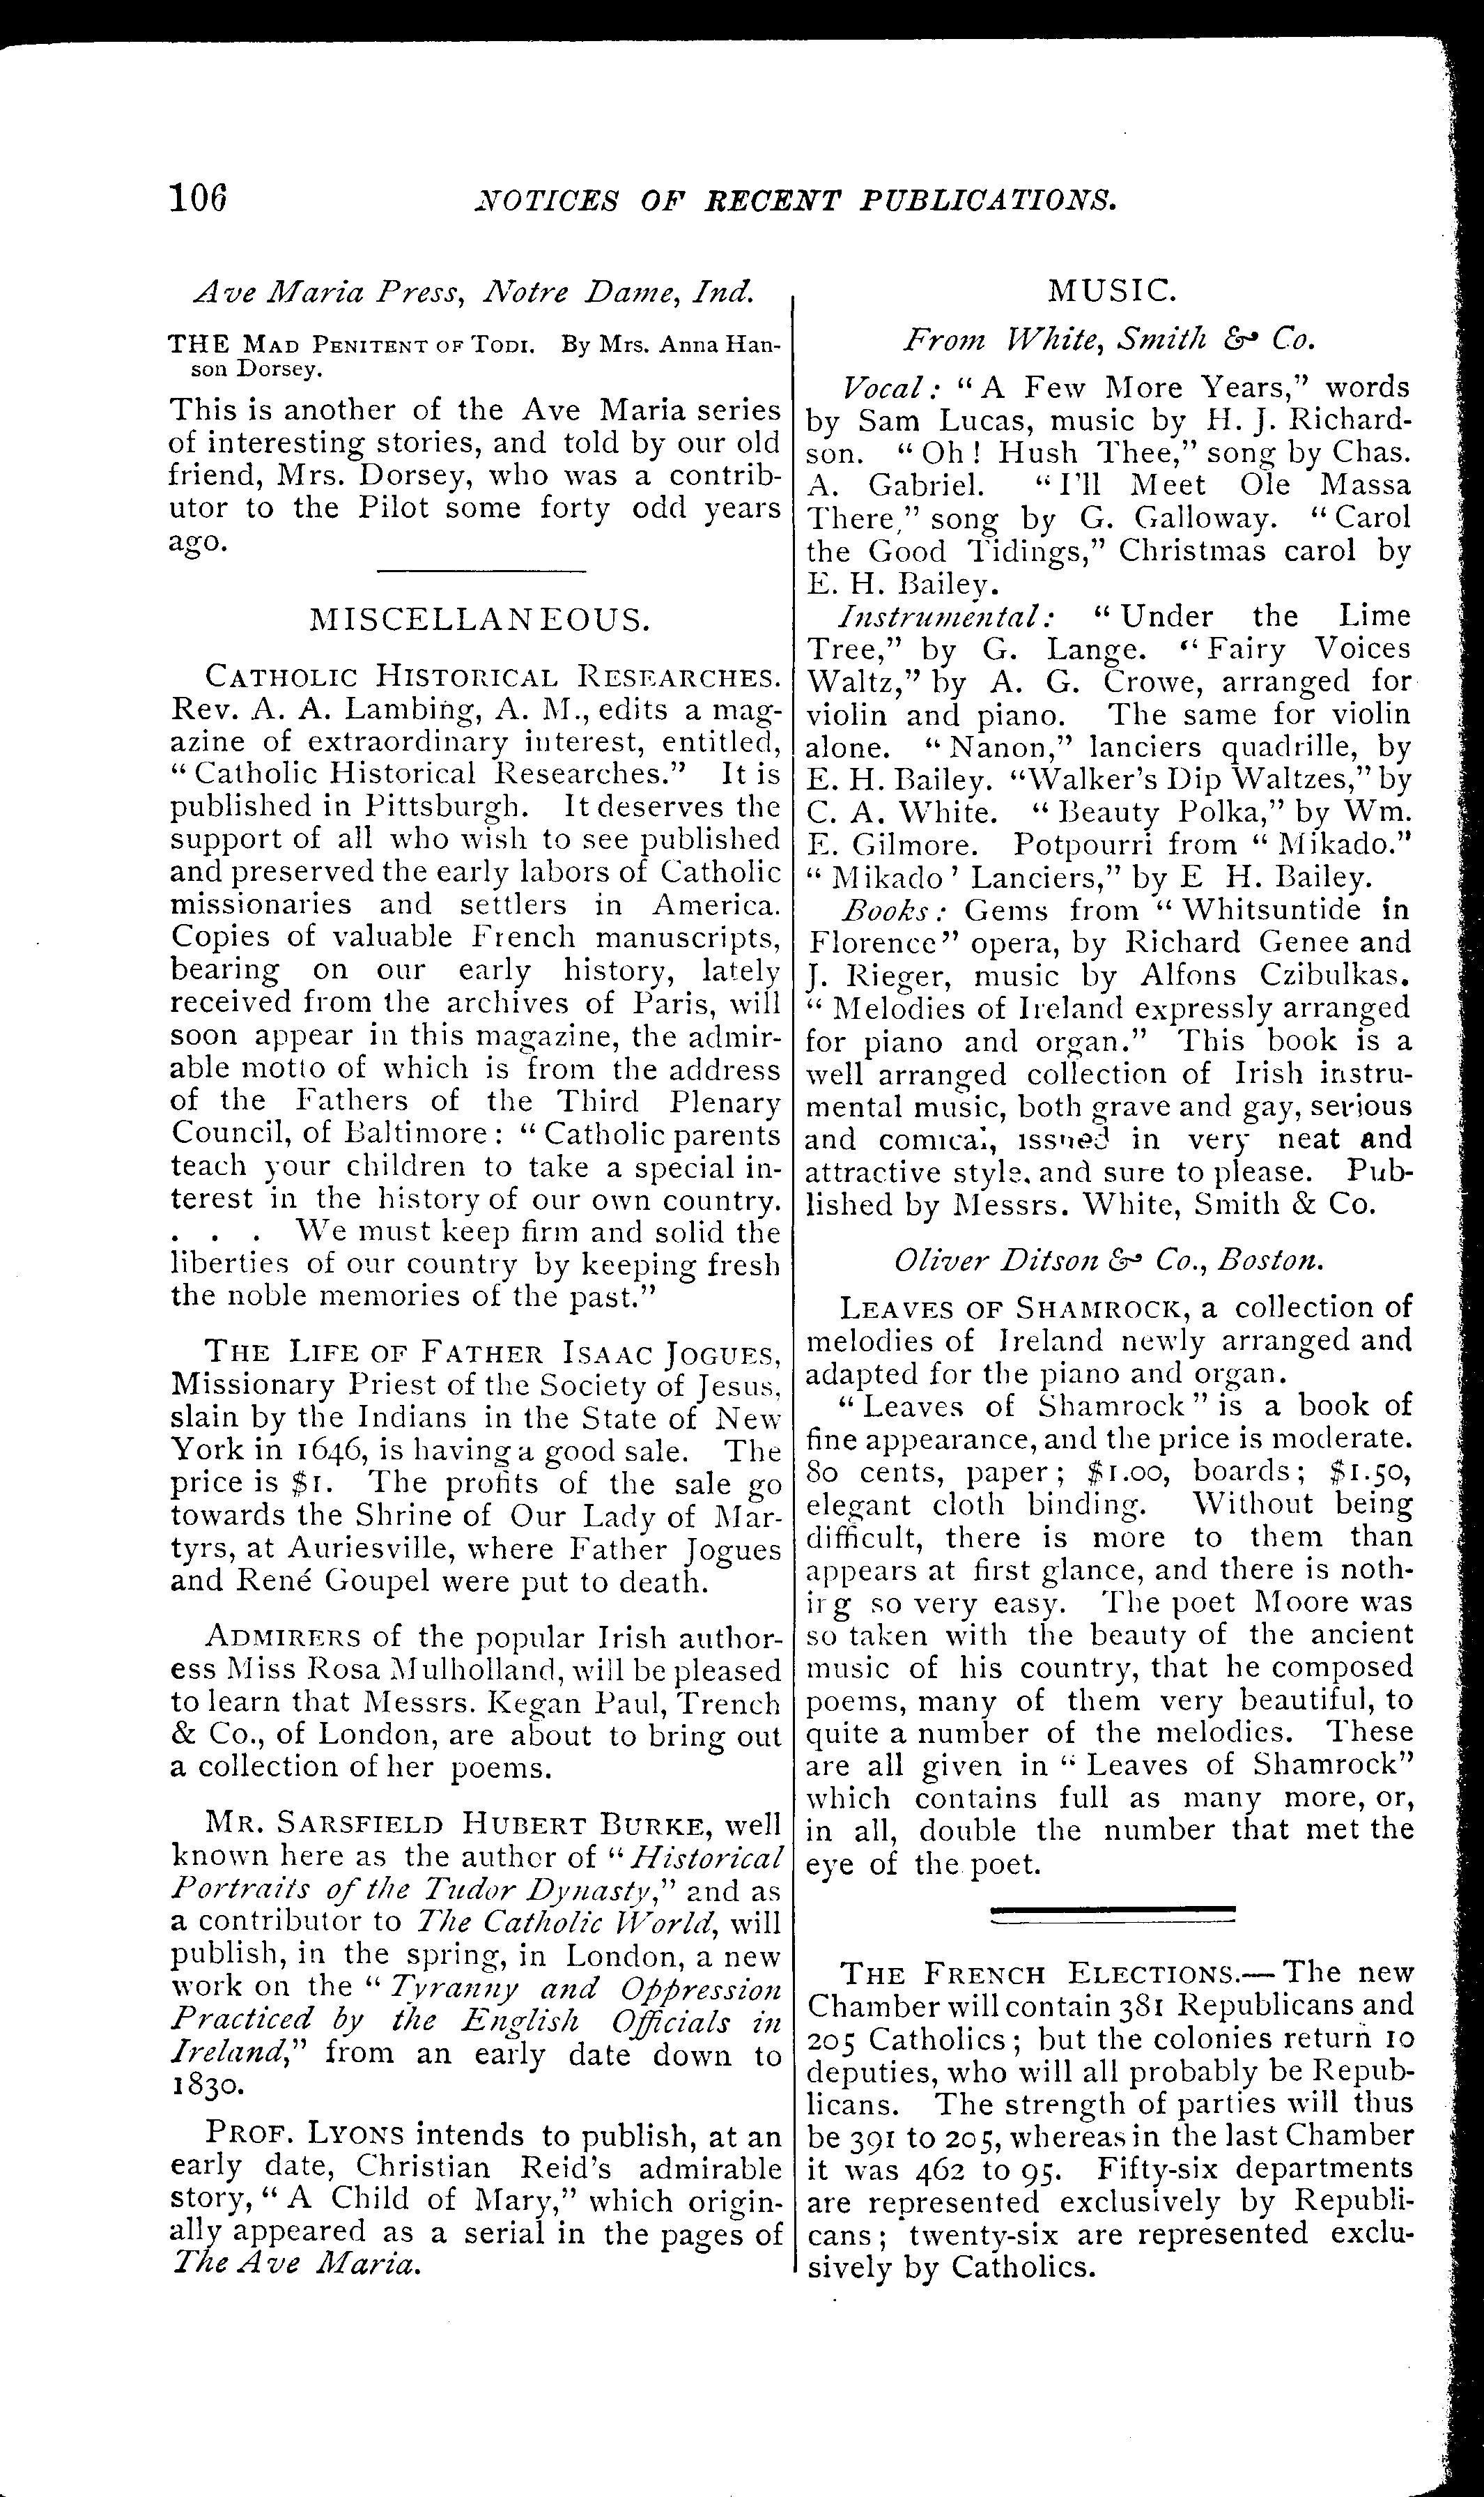 106
NOTICES OF RECENT PUBLICATIONS.
Ave Maria Press, Notre Dame, Ind.
THE MAD PENITENT OF TODI. By Mrs. Anna Han-
son Dorsey.
This is another of the Ave Maria series
of interesting stories, and told by our old
friend, Mrs. Dorsey, who was a contrib-
utor to the Pilot some forty odd years
ago.
MISCELLANEOUS.
CATHOLIC HISTORICAL RESEARCHES.
Rev. A. A. Lambing, A. M., edits a mag-
azine of extraordinary interest, entitled,
“Catholic Historical Researches.” It is
published in Pittsburgh. It deserves the
support of all who wish to see published
and preserved the early labors of Catholic
missionaries and settlers in America.
Copies of valuable French manuscripts,
bearing on our early history, lately
received from the archives of Paris, will
soon appear in this magazine, the admir-
able motto of which is from the address
of the Fathers of the Third Plenary
Council, of Baltimore: “Catholic parents
teach your children to take a special in-
terest in the history of our own country.
. . . We must keep firm and solid the
liberties of our country by keeping fresh
the noble memories of the past.”
THE LIFE OF FATHER ISAAC JOGUES,
Missionary Priest of the Society of Jesus,
slain by the Indians in the State of New
York in 1646, is having a good sale. The
price is $1. The profits of the sale go
towards the Shrine of Our Lady of Mar-
tyrs, at Auriesville, where Father Jogues
and René Goupel were put to death.
ADMIRERS of the popular Irish author-
ess Miss Rosa Mulholland, will be pleased
to learn that Messrs. Kegan Paul, Trench
& Co., of London, are about to bring out
a collection of her poems.
MR. SARSFIELD HUBERT BURKE, well
known here as the author of “Historical
Portraits of the Tudor Dynasty,” and as
a contributor to The Catholic World, will
publish, in the spring, in London, a new
work on the “Tyranny and Oppression
Practiced by the English Officials in
Ireland,” from an early date down to
1830.
PROF. LYONS intends to publish, at an
early date, Christian Reid's admirable
story, “A Child of Mary,” which origin-
ally appeared as a serial in the pages of
The Ave Maria.
MUSIC.
From White, Smith & Co.
Vocal: “A Few More Years,” words
by Sam Lucas, music by H. J. Richard-
son. “Oh! Hush Thee,” song by Chas.
A. Gabriel. “I'll Meet Ole Massa
There,” song by G. Galloway. “Carol
the Good Tidings,” Christmas carol by
E. H. Bailey.
Instrumental: “Under the Lime
Tree,” by G. Lange. “Fairy Voices
Waltz,” by A. G. Crowe, arranged for
violin and piano. The same for violin
alone. “Nanon,” lanciers quadrille, by
E. H. Bailey. “Walker's Dip Waltzes,” by
C. A. White. “Beauty Polka,” by Wm.
E. Gilmore. Potpourri from “Mikado.”
“Mikado' Lanciers,” by E H. Bailey.
Books: Gems from “Whitsuntide in
Florence” opera, by Richard Genee and
J. Rieger, music by Alfons Czibulkas.
“Melodies of Ireland expressly arranged
for piano and organ.” This book is a
well arranged collection of Irish instru-
mental music, both grave and gay, serious
and comical, issued in very neat and
attractive style, and sure to please. Pub-
lished by Messrs. White, Smith & Co.
Oliver Ditson & Co., Boston.
LEAVES OF SHAMROCK, a collection of
melodies of Ireland newly arranged and
adapted for the piano and organ.
“Leaves of Shamrock” is a book of
fine appearance, and the price is moderate.
80 cents, paper; $1.00, boards; $1.50,
elegant cloth binding. Without being
difficult, there is more to them than
appears at first glance, and there is noth-
irg so very easy. The poet Moore was
so taken with the beauty of the ancient
music of his country, that he composed
poems, many of them very beautiful, to
quite a number of the melodies. These
are all given in “Leaves of Shamrock”
which contains full as many more, or,
in all, double the number that met the
eye of the poet.
THE FRENCH ELECTIONS.—The new
Chamber will contain 381 Republicans and
205 Catholics; but the colonies return 10
deputies, who will all probably be Repub-
licans. The strength of parties will thus
be 391 to 205, whereas in the last Chamber
it was 462 to 95. Fifty-six departments
are represented exclusively by Republi-
cans; twenty-six are represented exclu-
sively by Catholics.